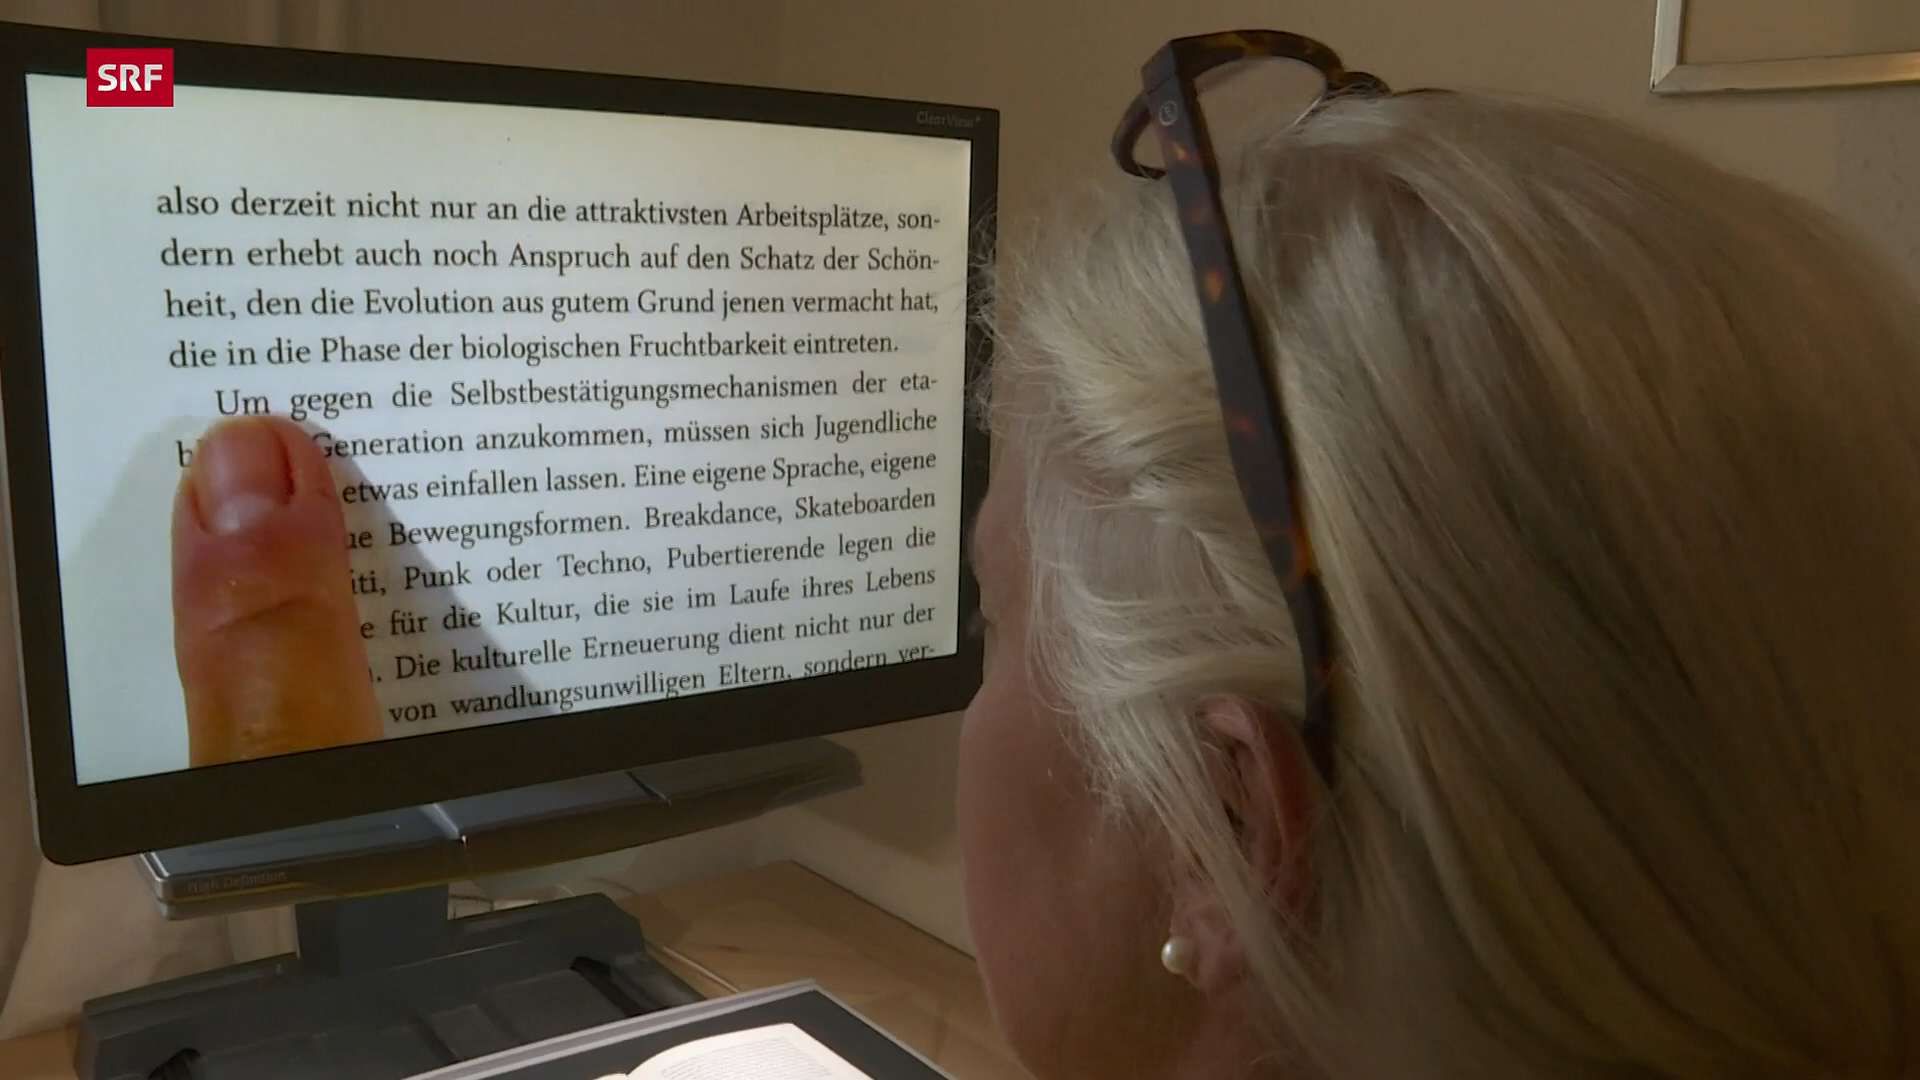 SRF
ClearView+
also derzeit nicht nur an die attraktivsten Arbeitsplätze, son-
dern erhebt auch noch Anspruch auf den Schatz der Schön-
heit, den die Evolution aus gutem Grund jenen vermacht hat,
die in die Phase der biologischen Fruchtbarkeit eintreten.
Um gegen die Selbstbestätigungsmechanismen der eta-
Generation anzukommen, müssen sich Jugendliche
etwas einfallen lassen. Eine eigene Sprache, eigene
Bewegungsformen. Breakdance, Skateboarden
Punk oder Techno, Pubertierende legen die
für die Kultur, die sie im Laufe ihres Lebens
Die kulturelle Erneuerung dient nicht nur der
von wandlungsunwilligen Eltern, sondern ver-
High Definition